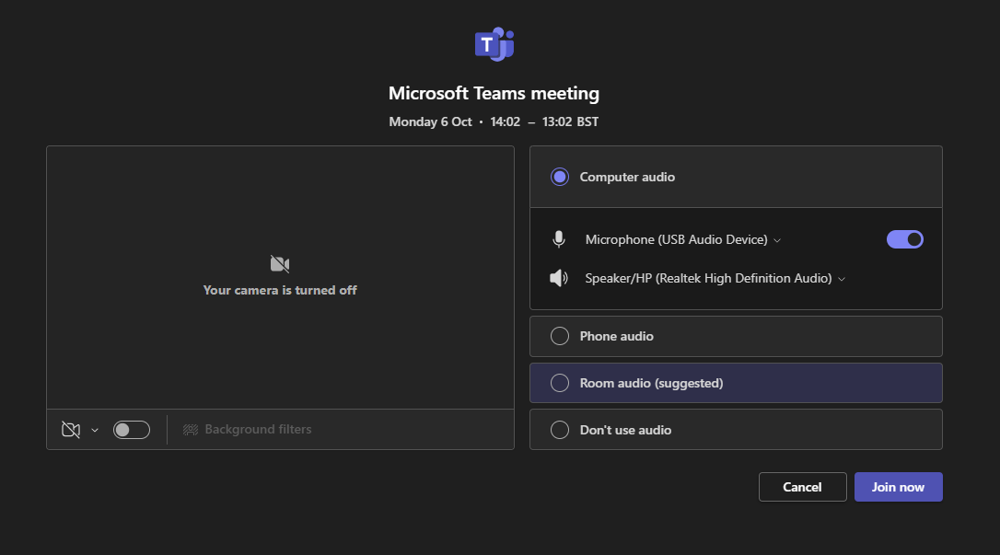 T
Microsoft Teams meeting
Monday 6 Oct • 14:02 – 13:02 BST
Your camera is turned off
Background filters
Computer audio
Microphone (USB Audio Device)
Speaker/HP (Realtek High Definition Audio)
Phone audio
Room audio (suggested)
Don't use audio
Cancel
Join now